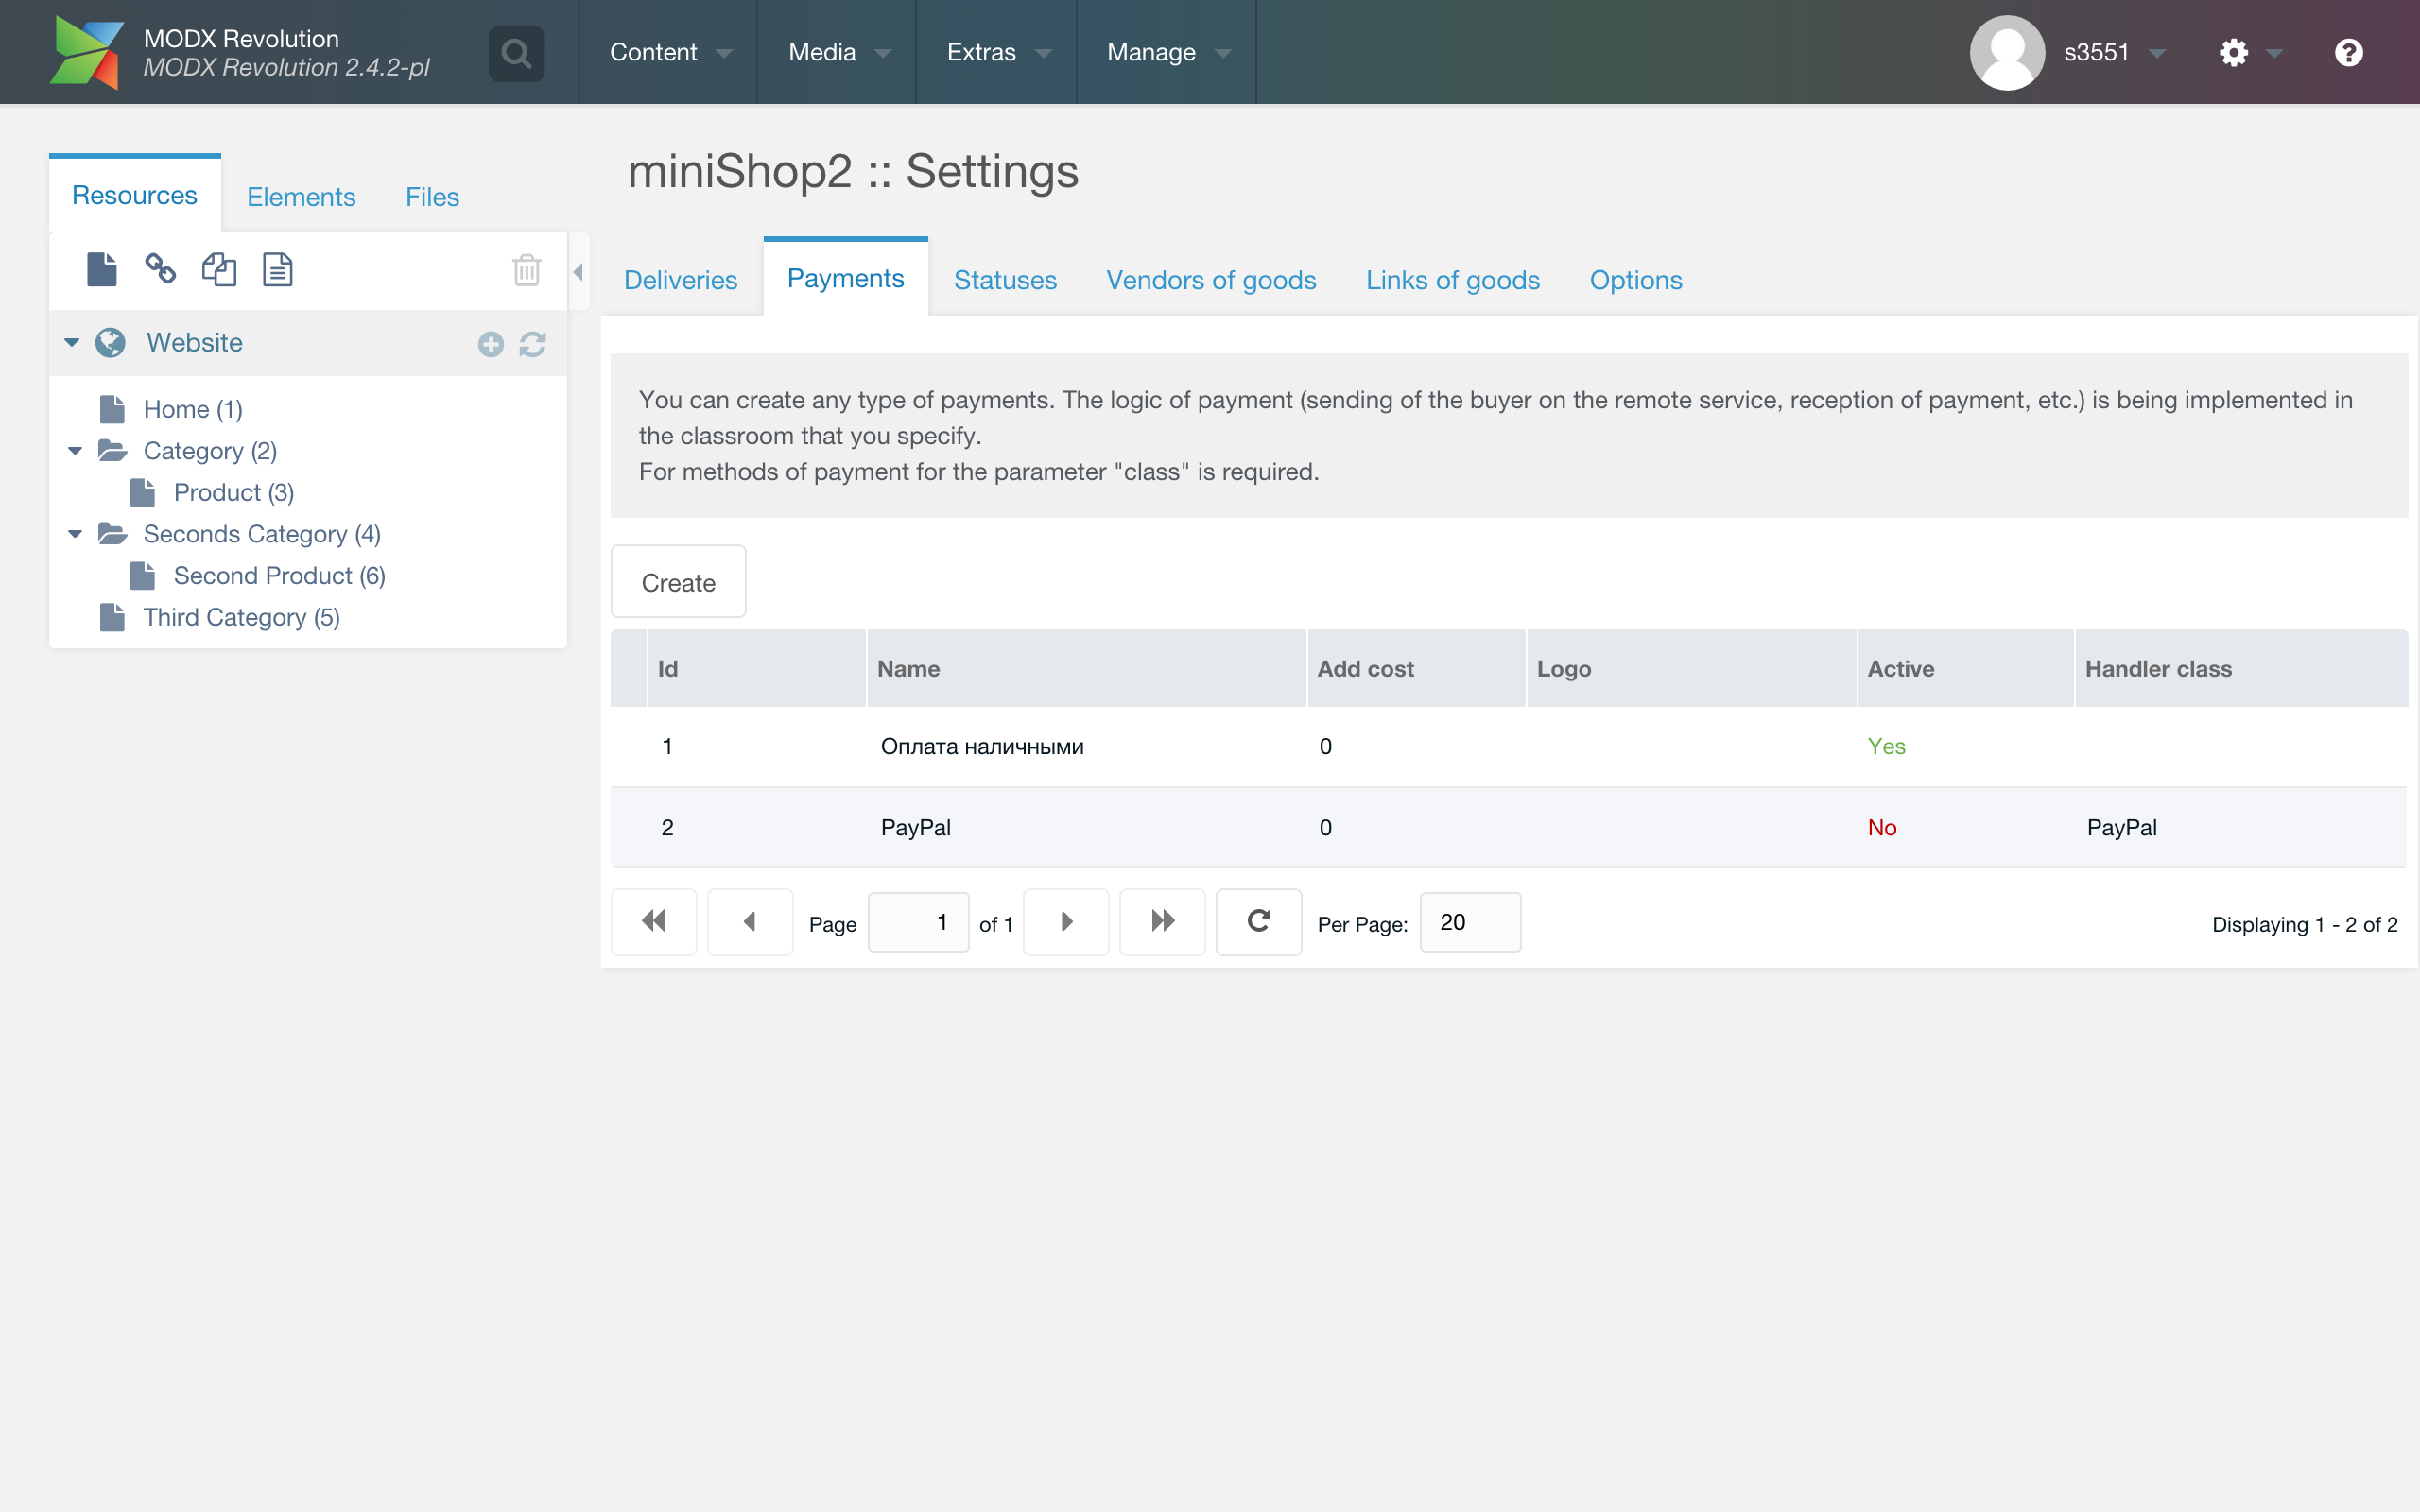 MODX Revolution
MODX Revolution 2.4.2-pl
Content
Media
Extras
Manage
s3551
Resources
Elements
Files
Website
Home (1)
Category (2)
Product (3)
Seconds Category (4)
Second Product (6)
Third Category (5)
miniShop2 :: Settings
Deliveries
Payments
Statuses
Vendors of goods
Links of goods
Options
You can create any type of payments. The logic of payment (sending of the buyer on the remote service, reception of payment, etc.) is being implemented in
the classroom that you specify.
For methods of payment for the parameter "class" is required.
Create
Id Name Add cost Logo Active Handler class
1 Оплата наличными 0 Yes
2 PayPal 0 No PayPal
Page 1 of 1 Per Page: 20 Displaying 1 - 2 of 2